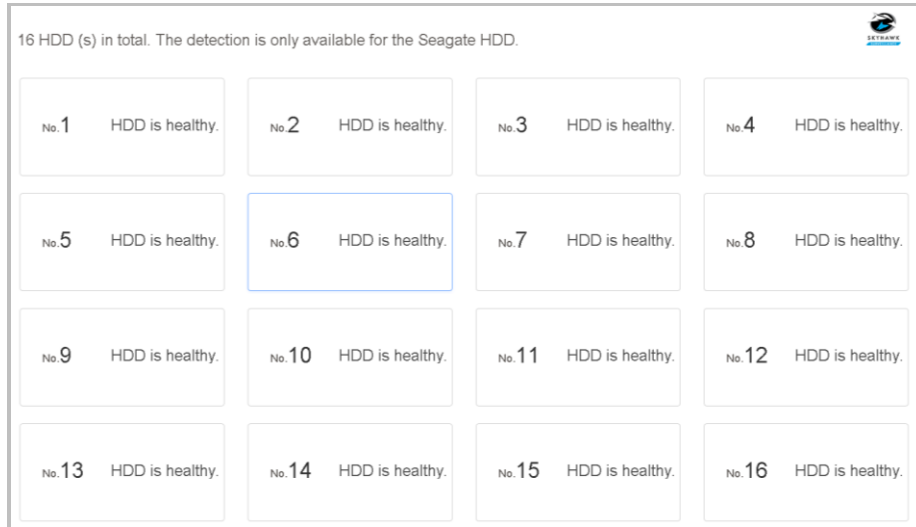 16 HDD (s) in total. The detection is only available for the Seagate HDD.
SKYHAWK
No.1 HDD is healthy.
No.2 HDD is healthy.
No.3 HDD is healthy.
No.4 HDD is healthy.
No.5 HDD is healthy.
No.6 HDD is healthy.
No.7 HDD is healthy.
No.8 HDD is healthy.
No.9 HDD is healthy.
No.10 HDD is healthy.
No.11 HDD is healthy.
No.12 HDD is healthy.
No.13 HDD is healthy.
No.14 HDD is healthy.
No.15 HDD is healthy.
No.16 HDD is healthy.